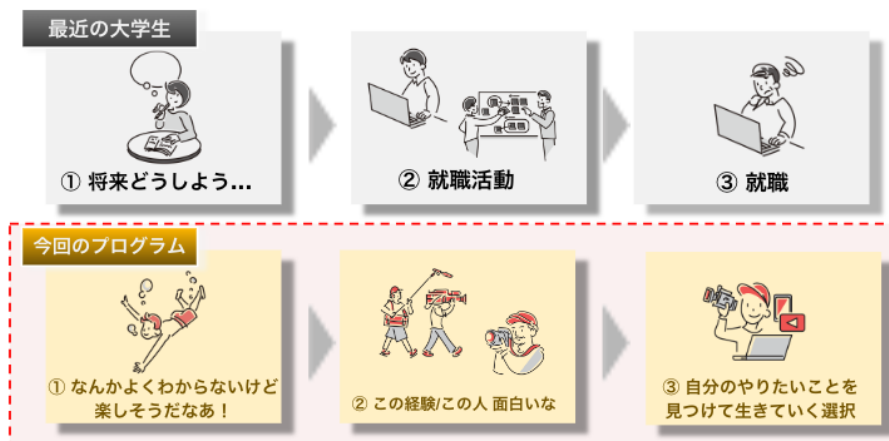 最近の大学生
① 将来どうしよう...
② 就職活動
③ 就職
今回のプログラム
① なんかよくわからないけど
楽しそうだなあ！
② この経験/この人 面白いな
③ 自分のやりたいことを
見つけて生きていく選択